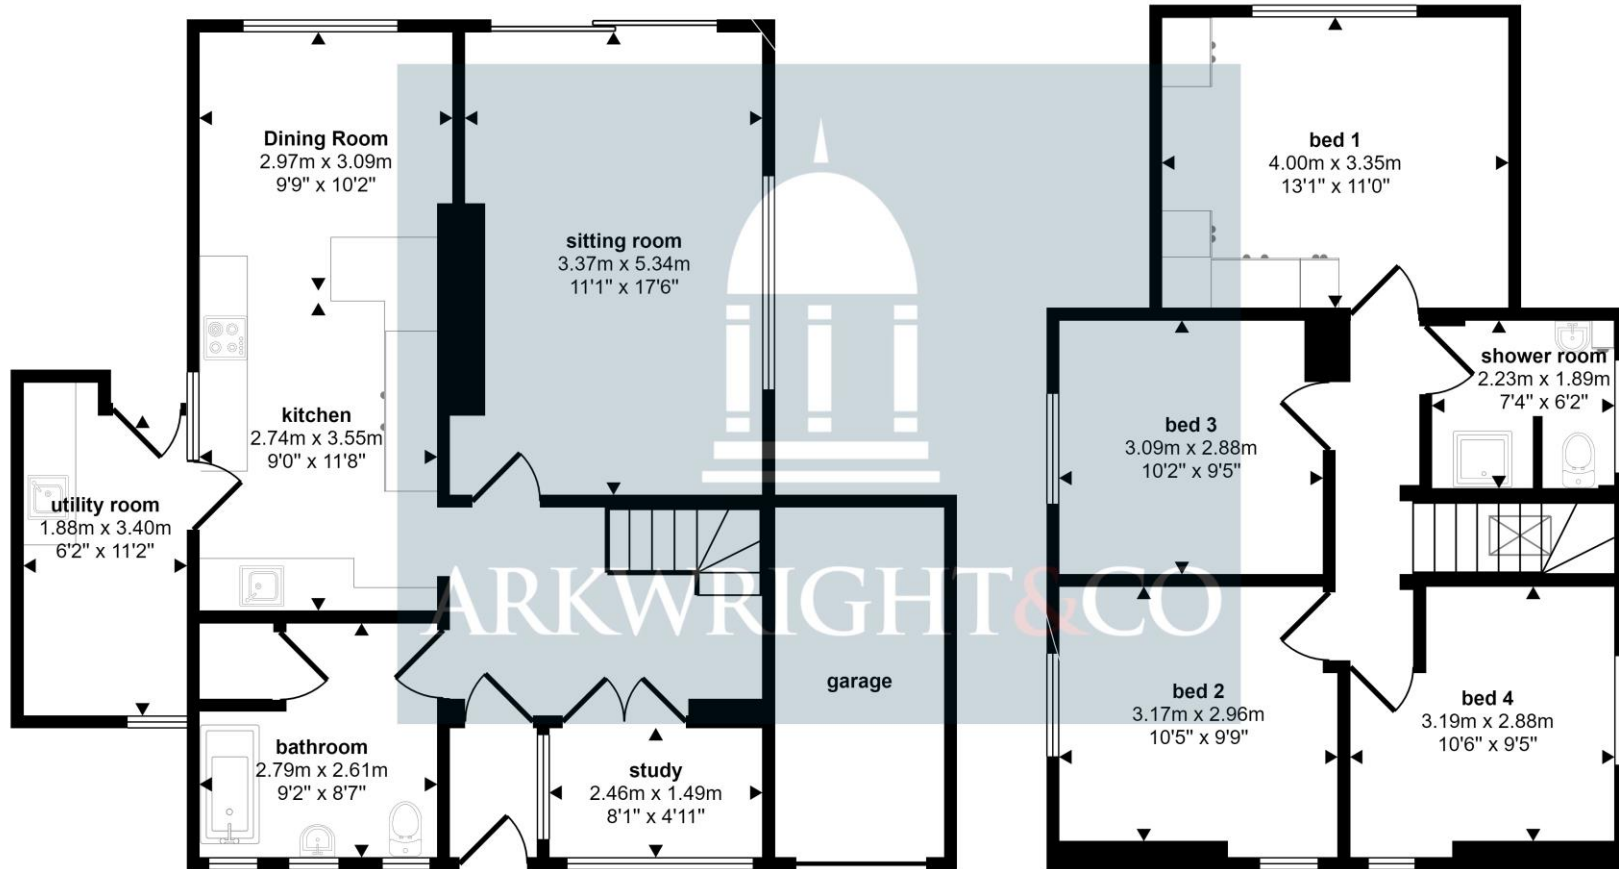 Dining Room
2.97m x 3.09m
9'9" x 10'2"
sitting room
3.37m x 5.34m
11'1" x 17'6"
kitchen
2.74m x 3.55m
9'0" x 11'8"
utility room
1.88m x 3.40m
6'2" x 11'2"
bathroom
2.79m x 2.61m
9'2" x 8'7"
study
2.46m x 1.49m
8'1" x 4'11"
garage
ARKWRIGHT&CO
bed 1
4.00m x 3.35m
13'1" x 11'0"
shower room
2.23m x 1.89m
7'4" x 6'2"
bed 3
3.09m x 2.88m
10'2" x 9'5"
bed 2
3.17m x 2.96m
10'5" x 9'9"
bed 4
3.19m x 2.88m
10'6" x 9'5"